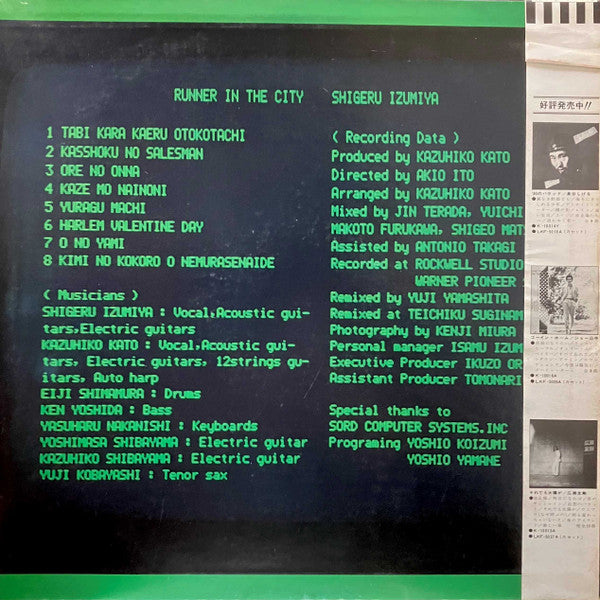 RUNNER IN THE CITY SHIGERU IZUMIYA
1 TABI KARA KAERU OTOKOTACHI
2 KASSHOKU NO SALESMAN
3 ORE NO ONNA
4 KAZE MO NAINONI
5 YURAGU MACHI
6 HARLEM VALENTINE DAY
7 O NO YAMI
8 KIMI NO KOKORO O NEMURASENAIDE
( Musicians )
SHIGERU IZUMIYA : Vocal,Acoustic gui-
tars,Electric guitars
KAZUHIKO KATO : Vocal,Acoustic gui-
tars, Electric guitars, 12strings gu-
itars, Auto harp
EIJI SHIMAMURA : Drums
KEN YOSHIDA : Bass
YASUHARU NAKANISHI : Keyboards
YOSHIMASA SHIBAYAMA : Electric guitar
KAZUHIKO SHIBAYAMA : Electric guitar
YUJI KOBAYASHI : Tenor sax
( Recording Data )
Produced by KAZUHIKO KATO
Directed by AKIO ITO
Arranged by KAZUHIKO KATO
Mixed by JIN TERADA, YUICHI
MAKOTO FURUKAWA, SHIGEO MAT
Assisted by ANTONIO TAKAGI
Recorded at ROCKWELL STUDIO
WARNER PIONEER
Remixed by YUJI YAMASHITA
Remixed at TEICHIKU SUGINAM
Photography by KENJI MIURA
Personal manager ISAMU IZUM
Executive Producer IKUZO OR
Assistant Producer TOMONARI
Special thanks to
SORD COMPUTER SYSTEMS.INC
Programing YOSHIO KOIZUMI
YOSHIO YAMANE
好評発売中!!